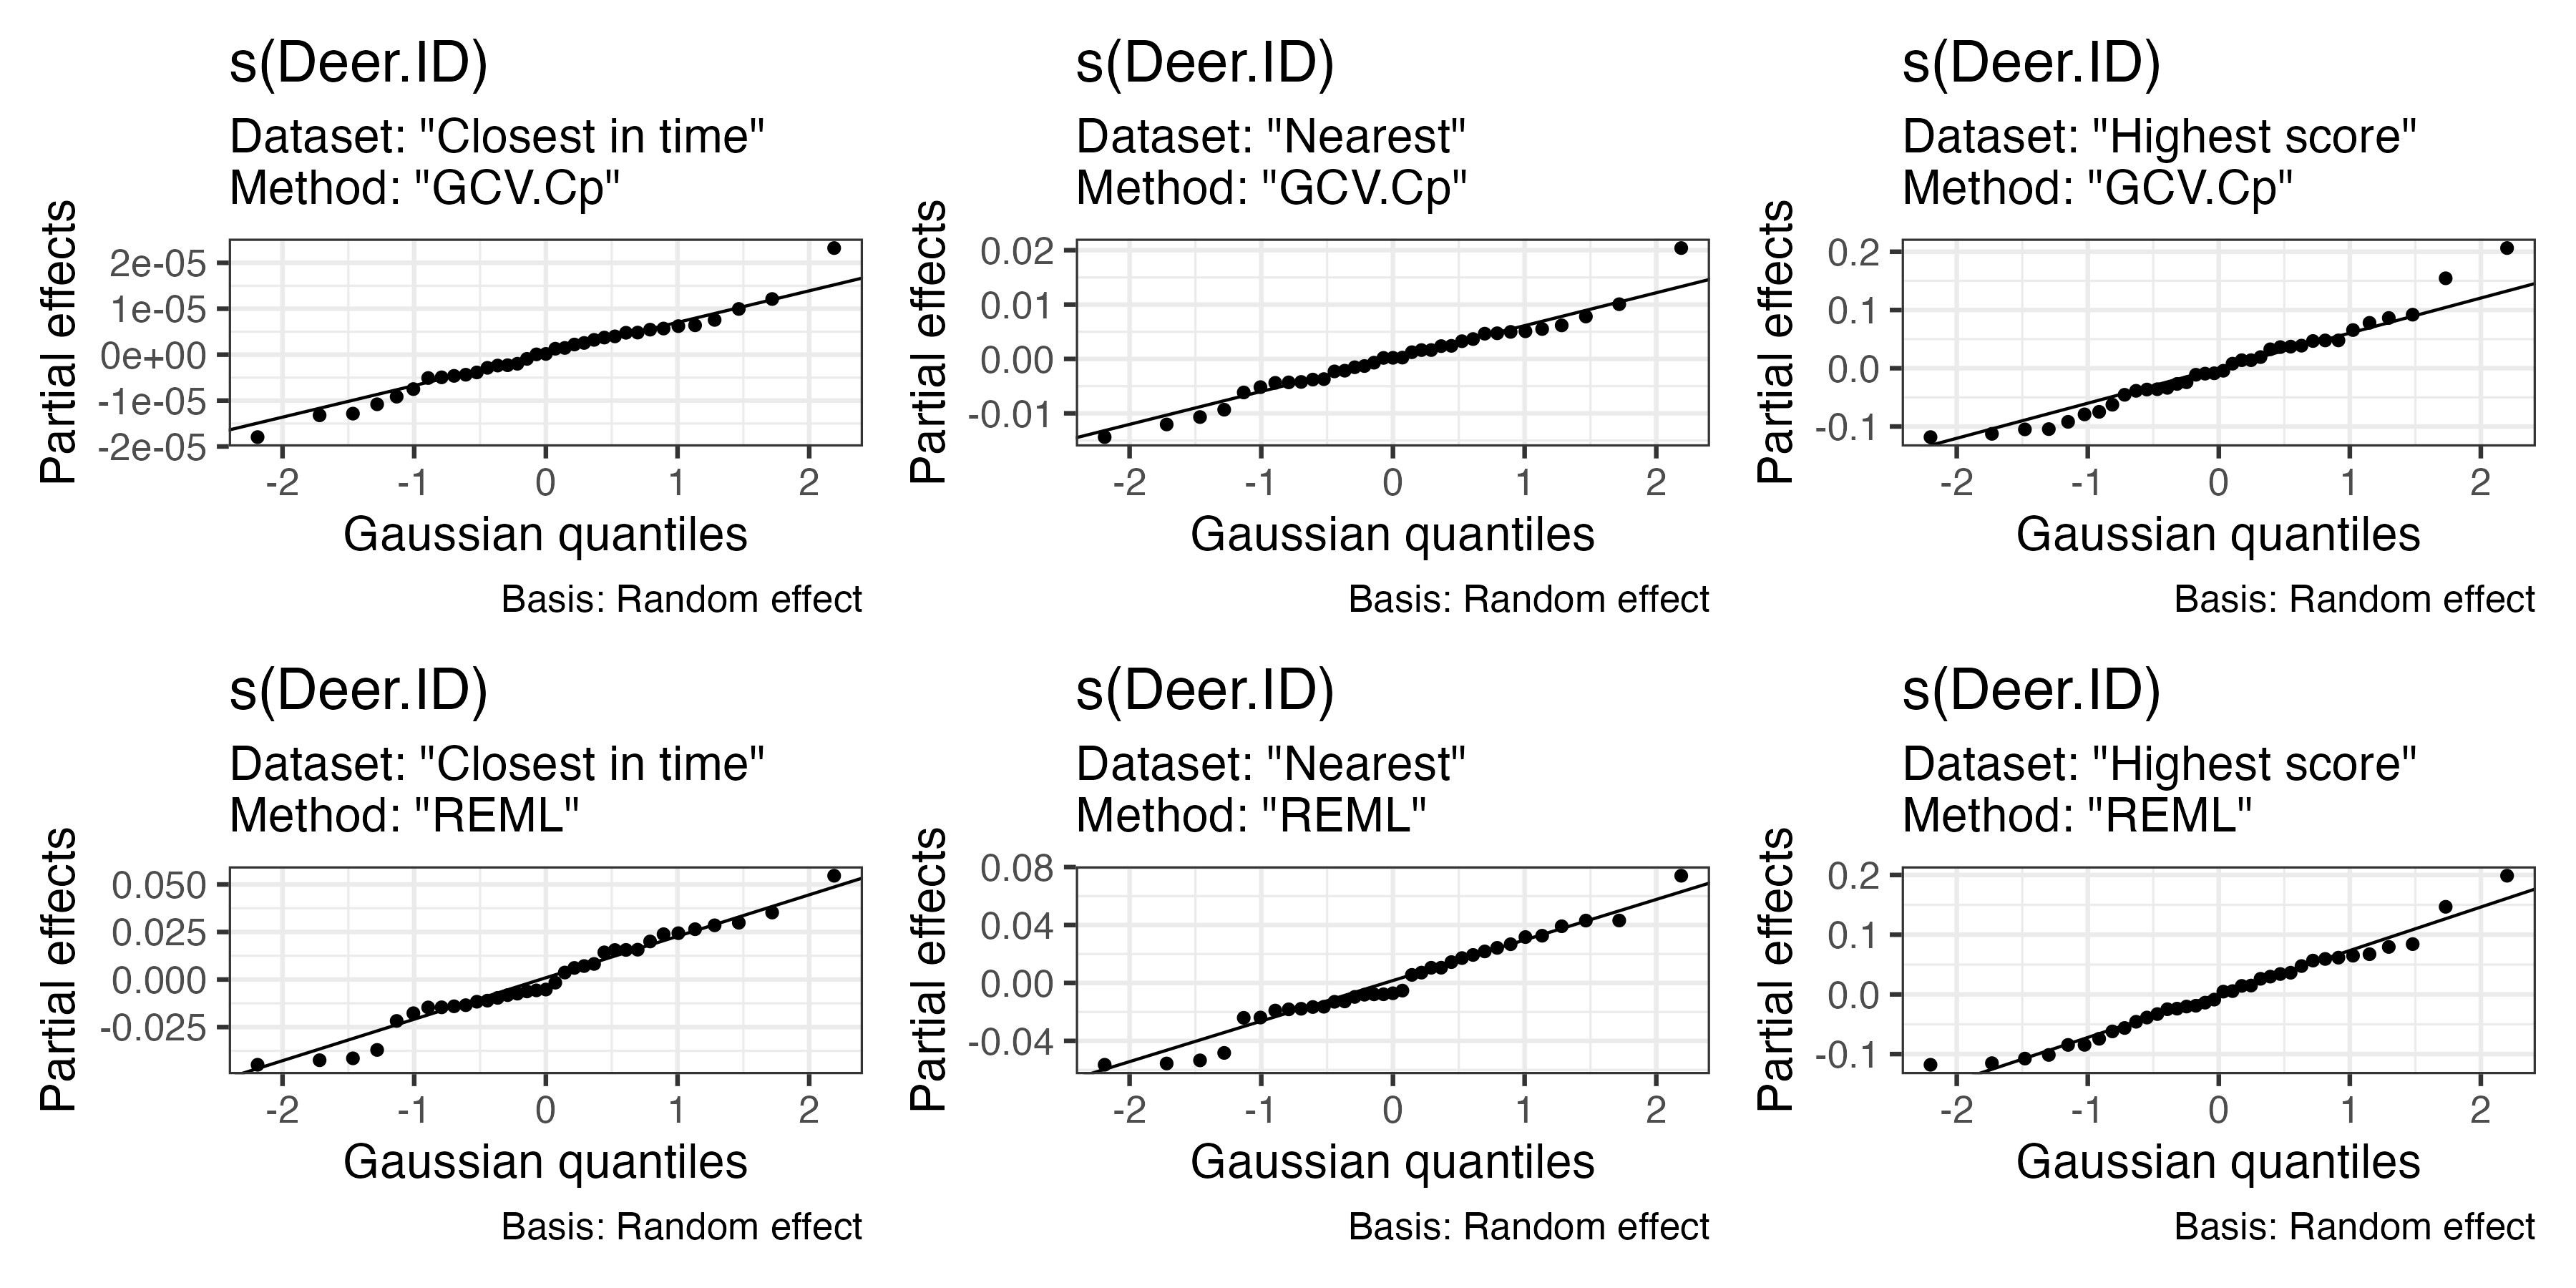 s(Deer.ID)
Dataset: "Closest in time"
Method: "GCV.Cp"
Partial effects
2e-05
1e-05
0e+00
-1e-05
-2e-05
-2 -1 0 1 2
Gaussian quantiles
Basis: Random effect
s(Deer.ID)
Dataset: "Nearest"
Method: "GCV.Cp"
Partial effects
0.02
0.01
0.00
-0.01
-2 -1 0 1 2
Gaussian quantiles
Basis: Random effect
s(Deer.ID)
Dataset: "Highest score"
Method: "GCV.Cp"
Partial effects
0.2
0.1
0.0
-0.1
-2 -1 0 1 2
Gaussian quantiles
Basis: Random effect
s(Deer.ID)
Dataset: "Closest in time"
Method: "REML"
Partial effects
0.050
0.025
0.000
-0.025
-2 -1 0 1 2
Gaussian quantiles
Basis: Random effect
s(Deer.ID)
Dataset: "Nearest"
Method: "REML"
Partial effects
0.08
0.04
0.00
-0.04
-2 -1 0 1 2
Gaussian quantiles
Basis: Random effect
s(Deer.ID)
Dataset: "Highest score"
Method: "REML"
Partial effects
0.2
0.1
0.0
-0.1
-2 -1 0 1 2
Gaussian quantiles
Basis: Random effect